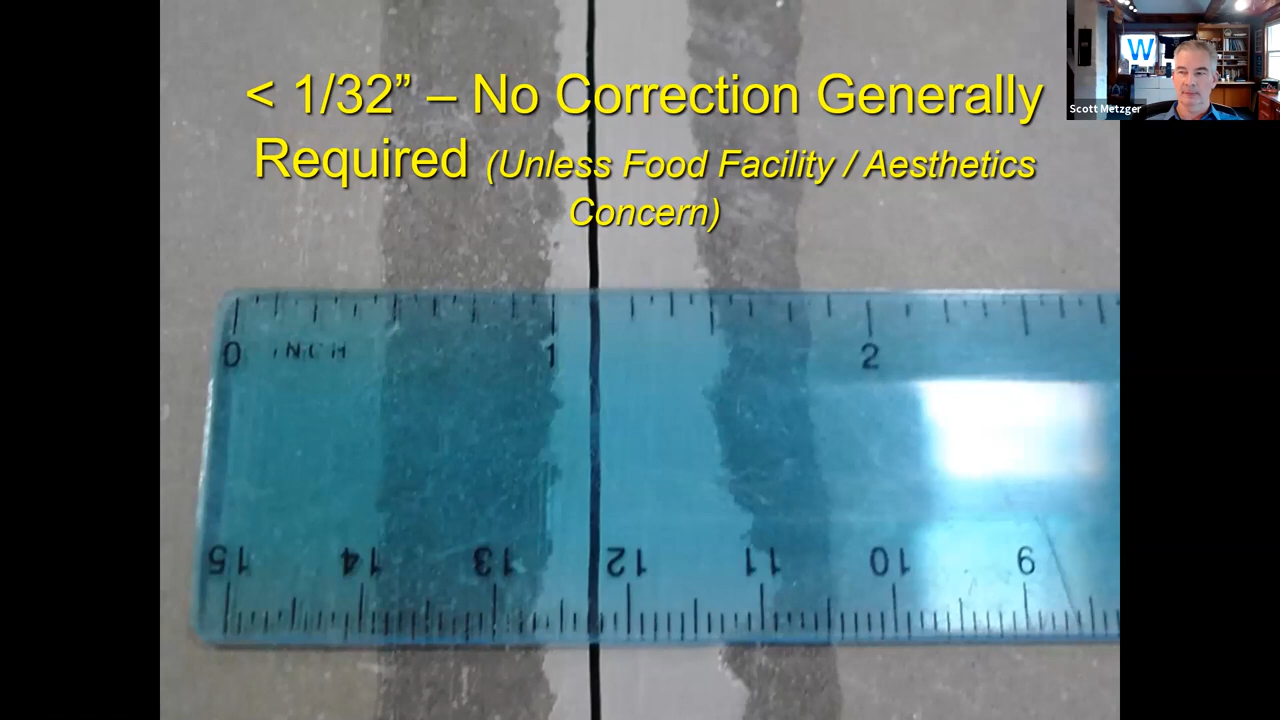 < 1/32” – No Correction Generally
Required (Unless Food Facility / Aesthetics
Concern)
W
Scott Metzger
0 1 2
15 14 13 12 11 10 9